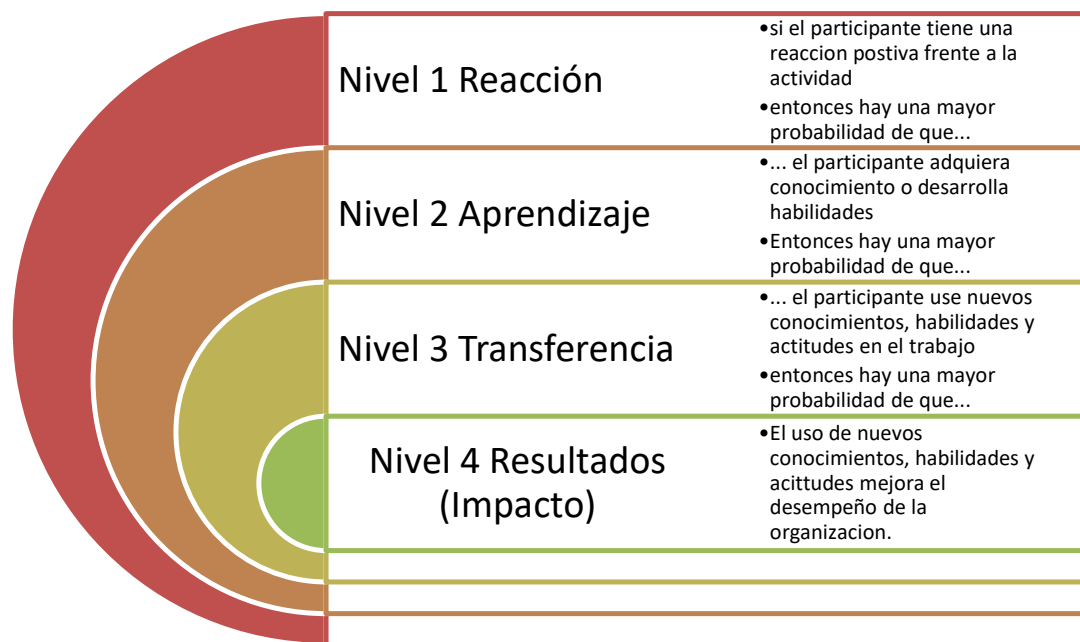 Nivel 1 Reacción
•si el participante tiene una
reaccion postiva frente a la
actividad
•entonces hay una mayor
probabilidad de que...
Nivel 2 Aprendizaje
•... el participante adquiera
conocimiento o desarrolla
habilidades
•Entonces hay una mayor
probabilidad de que...
Nivel 3 Transferencia
•... el participante use nuevos
conocimientos, habilidades y
actitudes en el trabajo
•entonces hay una mayor
probabilidad de que...
Nivel 4 Resultados
(Impacto)
•El uso de nuevos
conocimientos, habilidades y
acittudes mejora el
desempeño de la
organizacion.